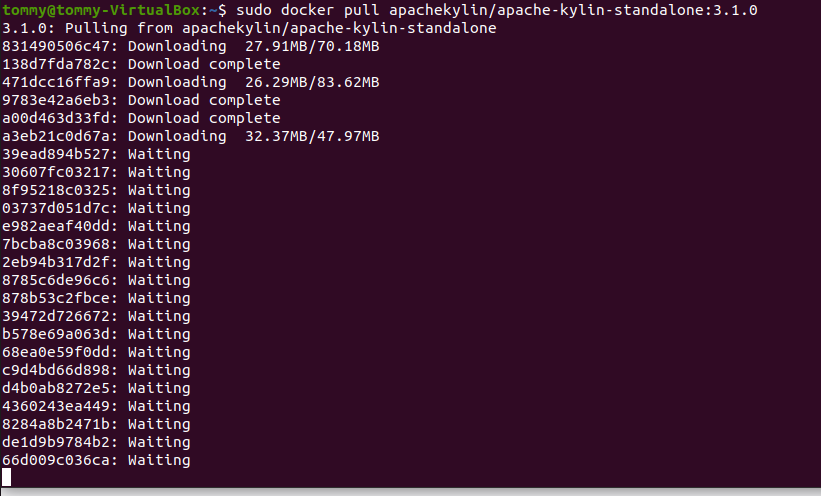 tommy@tommy-VirtualBox:~$ sudo docker pull apachekylin/apache-kylin-standalone:3.1.0
3.1.0: Pulling from apachekylin/apache-kylin-standalone
831490506c47: Downloading  27.91MB/70.18MB
138d7fda782c: Download complete
471dcc16ffa9: Downloading  26.29MB/83.62MB
9783e42a6eb3: Download complete
a00d463d33fd: Download complete
a3eb21c0d67a: Downloading  32.37MB/47.97MB
39ead894b527: Waiting
30607fc03217: Waiting
8f95218c0325: Waiting
03737d051d7c: Waiting
e982aeaf40dd: Waiting
7bcba8c03968: Waiting
2eb94b317d2f: Waiting
8785c6de96c6: Waiting
878b53c2fbce: Waiting
39472d726672: Waiting
b578e69a063d: Waiting
68ea0e59f0dd: Waiting
c9d4bd66d898: Waiting
d4b0ab8272e5: Waiting
4360243ea449: Waiting
8284a8b2471b: Waiting
de1d9b9784b2: Waiting
66d009c036ca: Waiting